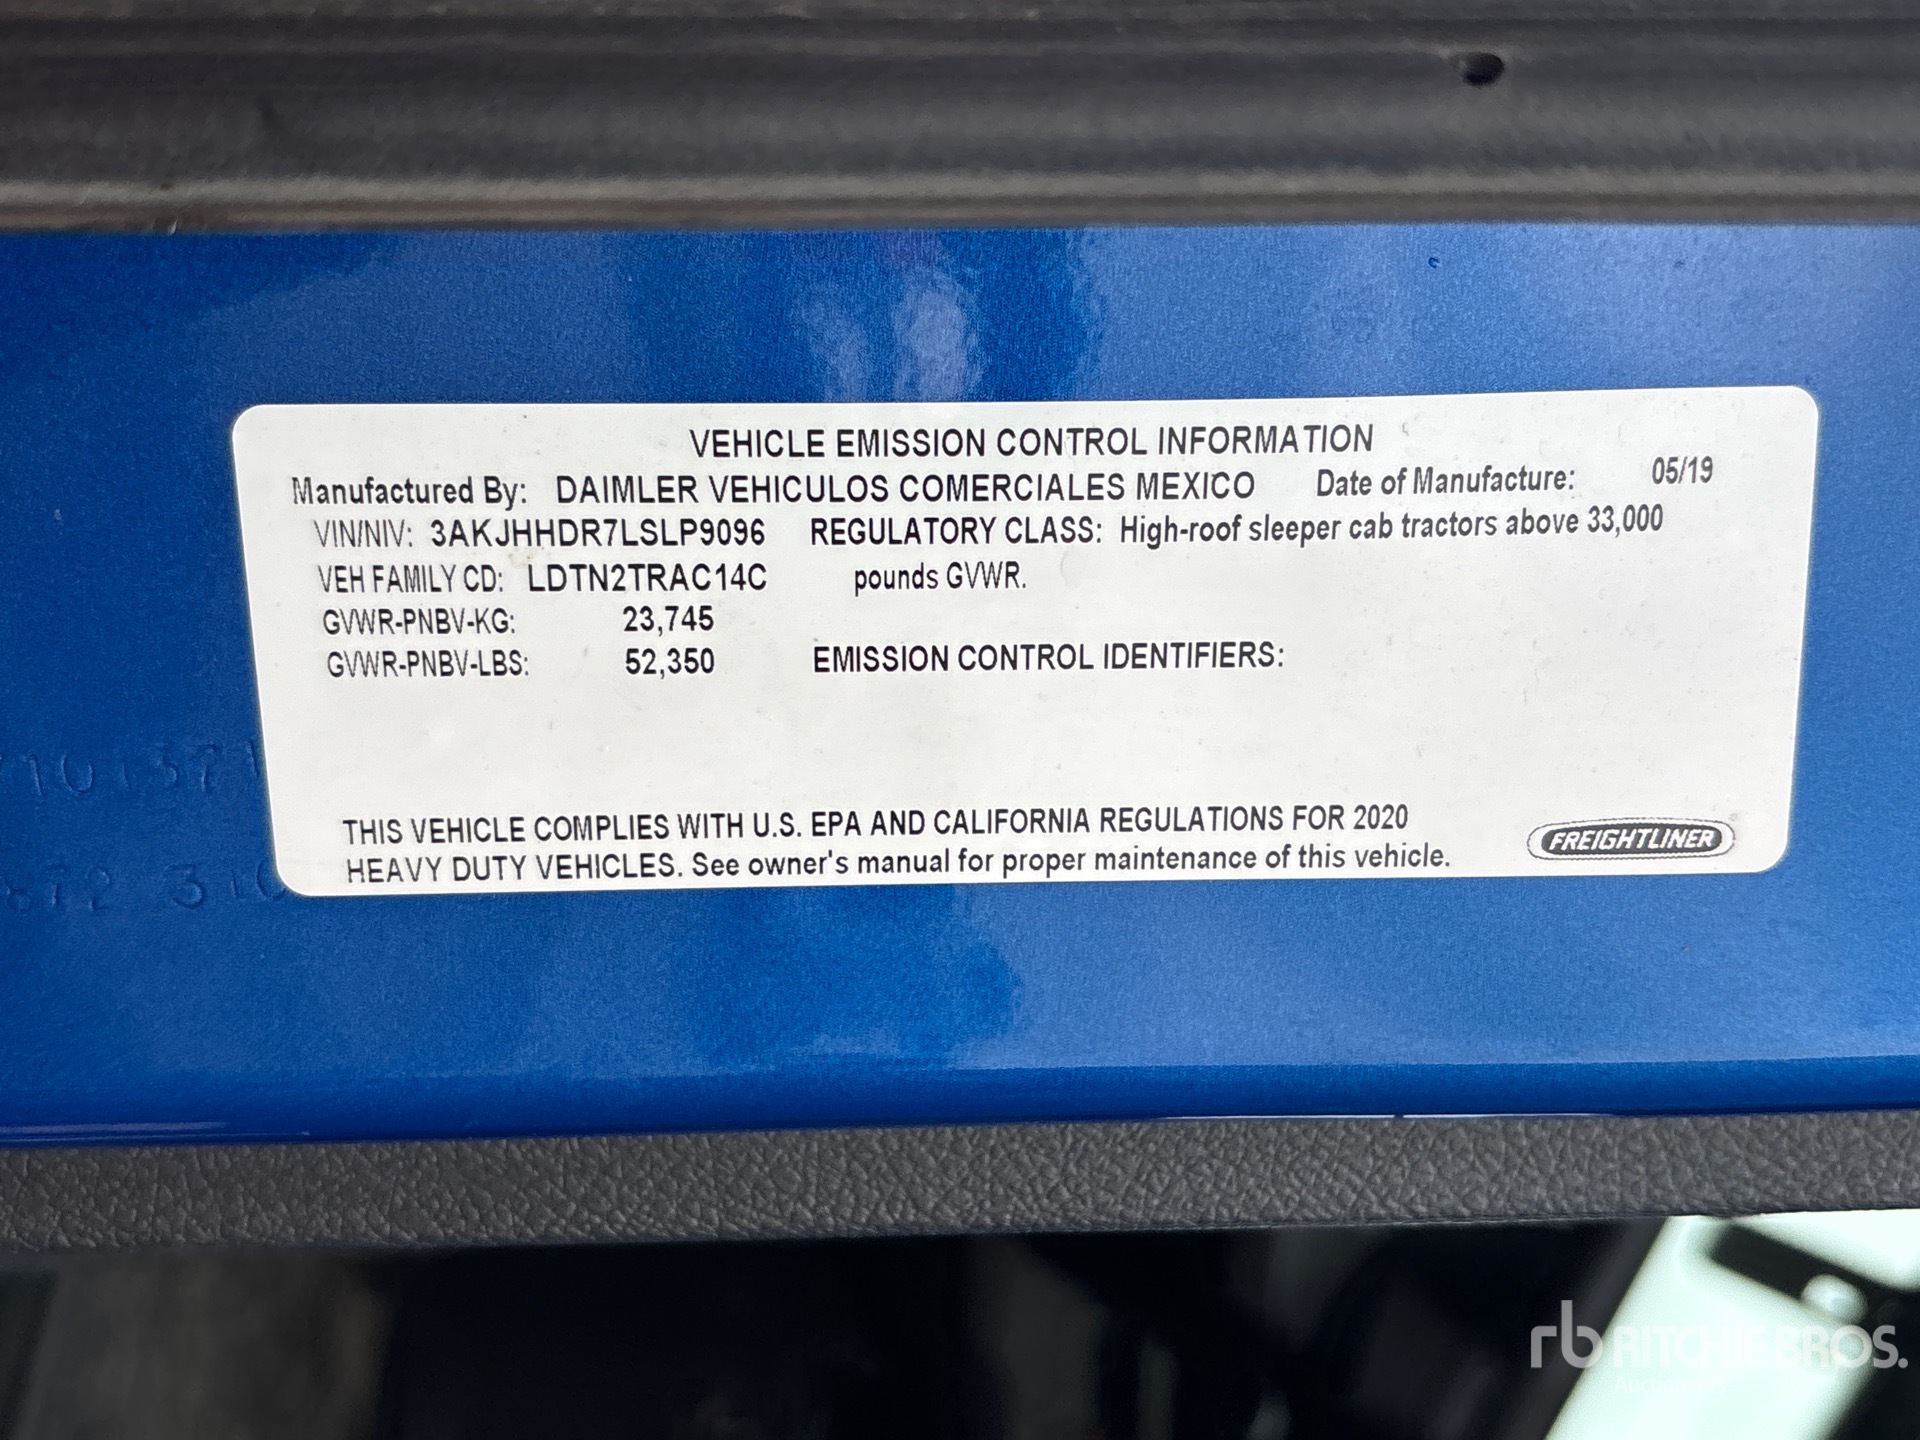 VEHICLE EMISSION CONTROL INFORMATION
Manufactured By: DAIMLER VEHICULOS COMERCIALES MEXICO Date of Manufacture: 05/19
VIN/NIV: 3AKJHHDR7LSLP9096 REGULATORY CLASS: High-roof sleeper cab tractors above 33,000
VEH FAMILY CD: LDTN2TRAC14C pounds GVWR.
GVWR-PNBV-KG: 23,745
GVWR-PNBV-LBS: 52,350 EMISSION CONTROL IDENTIFIERS:
THIS VEHICLE COMPLIES WITH U.S. EPA AND CALIFORNIA REGULATIONS FOR 2020
HEAVY DUTY VEHICLES. See owner's manual for proper maintenance of this vehicle.
FREIGHTLINER
rb RITCHIE BROS.
Auctioneers